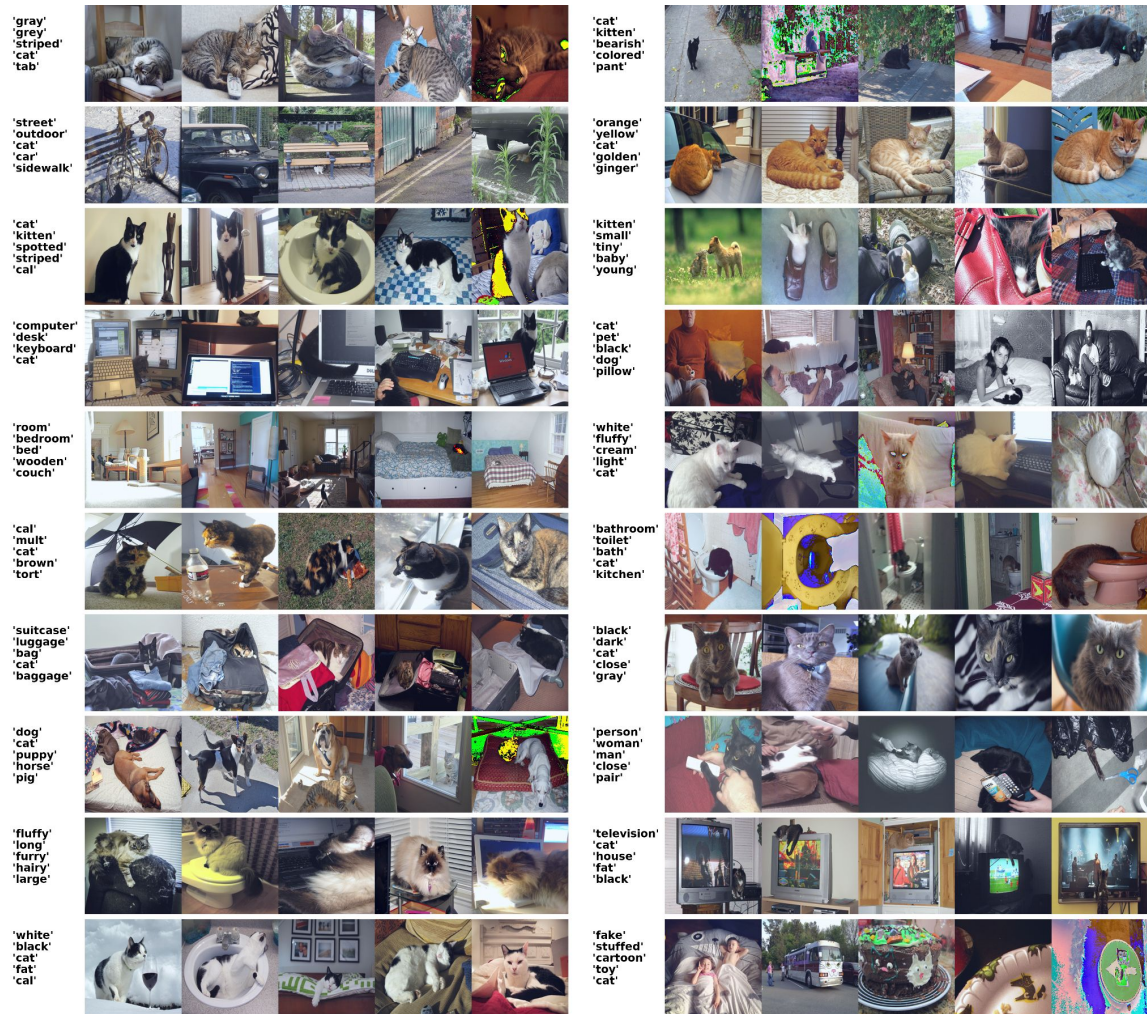 'gray'
'grey'
'striped'
'cat'
'tab'
'cat'
'kitten'
'bearish'
'colored'
'pant'
'street'
'outdoor'
'cat'
'car'
'sidewalk'
'orange'
'yellow'
'cat'
'golden'
'ginger'
'cat'
'kitten'
'spotted'
'striped'
'cal'
'kitten'
'small'
'tiny'
'baby'
'young'
'computer'
'desk'
'keyboard'
'cat'
'cat'
'pet'
'black'
'dog'
'pillow'
'room'
'bedroom'
'bed'
'wooden'
'couch'
'white'
'fluffy'
'cream'
'light'
'cat'
'cal'
'mult'
'cat'
'brown'
'tort'
'bathroom'
'toilet'
'bath'
'cat'
'kitchen'
'suitcase'
'luggage'
'bag'
'cat'
'baggage'
'black'
'dark'
'cat'
'close'
'gray'
'dog'
'cat'
'puppy'
'horse'
'pig'
'person'
'woman'
'man'
'close'
'pair'
'fluffy'
'long'
'furry'
'hairy'
'large'
'television'
'cat'
'house'
'fat'
'black'
'white'
'black'
'cat'
'fat'
'cal'
'fake'
'stuffed'
'cartoon'
'toy'
'cat'